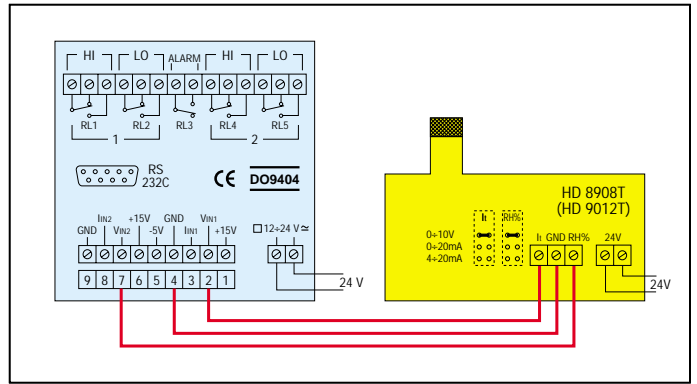 HI LO ALARM HI LO
RL1 RL2 RL3 RL4 RL5
1 2
RS
232C
CE DO9404
IIN2 +15V GND VIN1
GND VIN2 -5V IIN1 +15V
12÷24 V≃
9 8 7 6 5 4 3 2 1
24 V
HD 8908T
(HD 9012T)
It RH%
0÷10V
0÷20mA
4÷20mA
It GND RH% 24V
24V